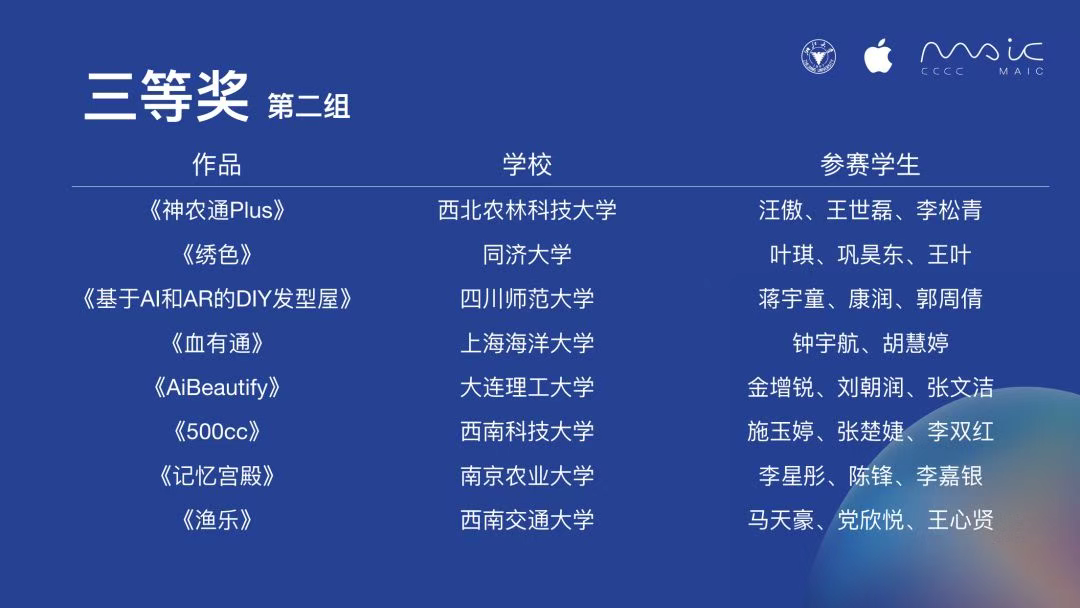 CCCC MAIC
三等奖 第二组
作品 学校 参赛学生
《神农通Plus》 西北农林科技大学 汪傲、王世磊、李松青
《绣色》 同济大学 叶琪、巩昊东、王叶
《基于AI和AR的DIY发型屋》 四川师范大学 蒋宇童、康润、郭周倩
《血有通》 上海海洋大学 钟宇航、胡慧婷
《AiBeautify》 大连理工大学 金增锐、刘朝润、张文洁
《500cc》 西南科技大学 施玉婷、张楚婕、李双红
《记忆宫殿》 南京农业大学 李星彤、陈锋、李嘉银
《渔乐》 西南交通大学 马天豪、党欣悦、王心贤